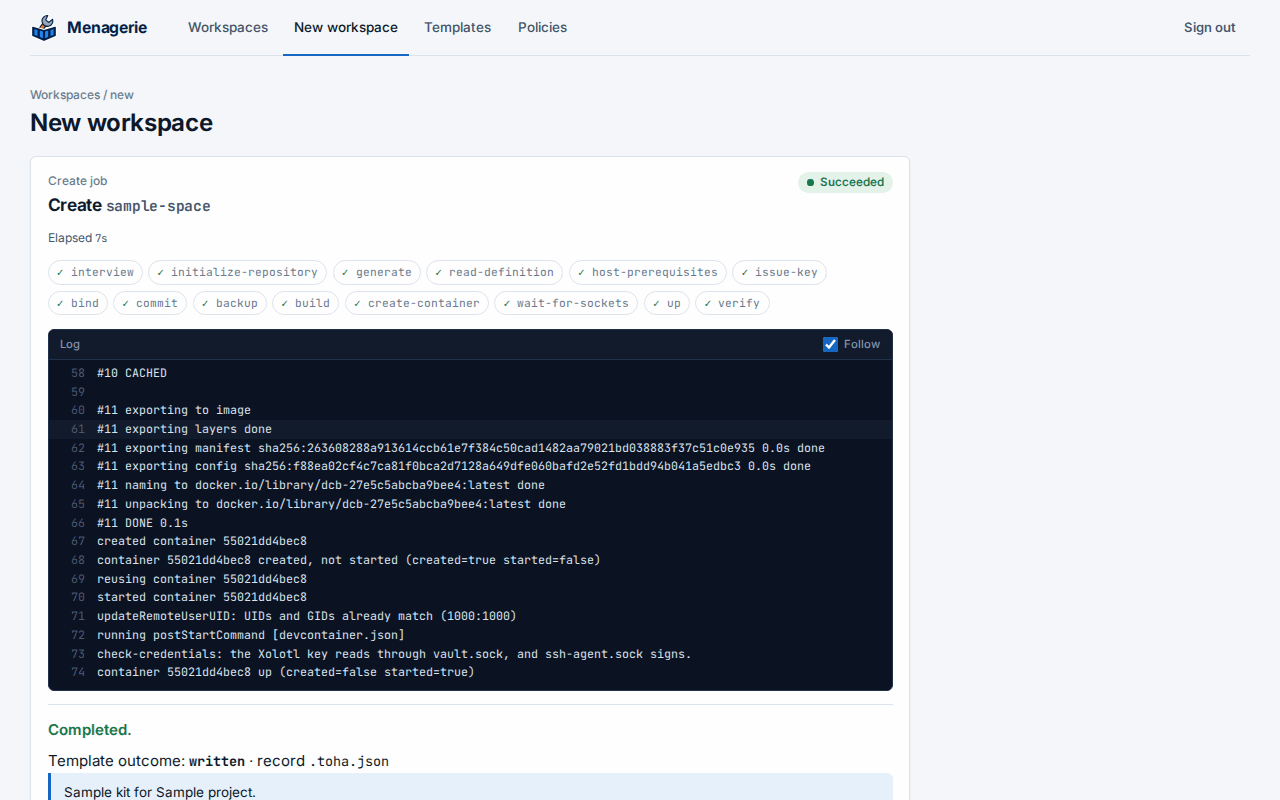 Menagerie
Workspaces
New workspace
Templates
Policies
Sign out
Workspaces / new
New workspace
Create job
Succeeded
Create sample-space
Elapsed 7s
✓ interview ✓ initialize-repository ✓ generate ✓ read-definition ✓ host-prerequisites ✓ issue-key
✓ bind ✓ commit ✓ backup ✓ build ✓ create-container ✓ wait-for-sockets ✓ up ✓ verify
Log
Follow
58 #10 CACHED
59
60 #11 exporting to image
61 #11 exporting layers done
62 #11 exporting manifest sha256:263608288a913614ccb61e7f384c50cad1482aa79021bd038883f37c51c0e935 0.0s done
63 #11 exporting config sha256:f88ea02cf4c7ca81f0bca2d7128a649dfe060bafd2e52fd1bdd94b041a5edbc3 0.0s done
64 #11 naming to docker.io/library/dcb-27e5c5abcba9bee4:latest done
65 #11 unpacking to docker.io/library/dcb-27e5c5abcba9bee4:latest done
66 #11 DONE 0.1s
67 created container 55021dd4bec8
68 container 55021dd4bec8 created, not started (created=true started=false)
69 reusing container 55021dd4bec8
70 started container 55021dd4bec8
71 updateRemoteUserUID: UIDs and GIDs already match (1000:1000)
72 running postStartCommand [devcontainer.json]
73 check-credentials: the Xolotl key reads through vault.sock, and ssh-agent.sock signs.
74 container 55021dd4bec8 up (created=false started=true)
Completed.
Template outcome: written · record .toha.json
Sample kit for Sample project.